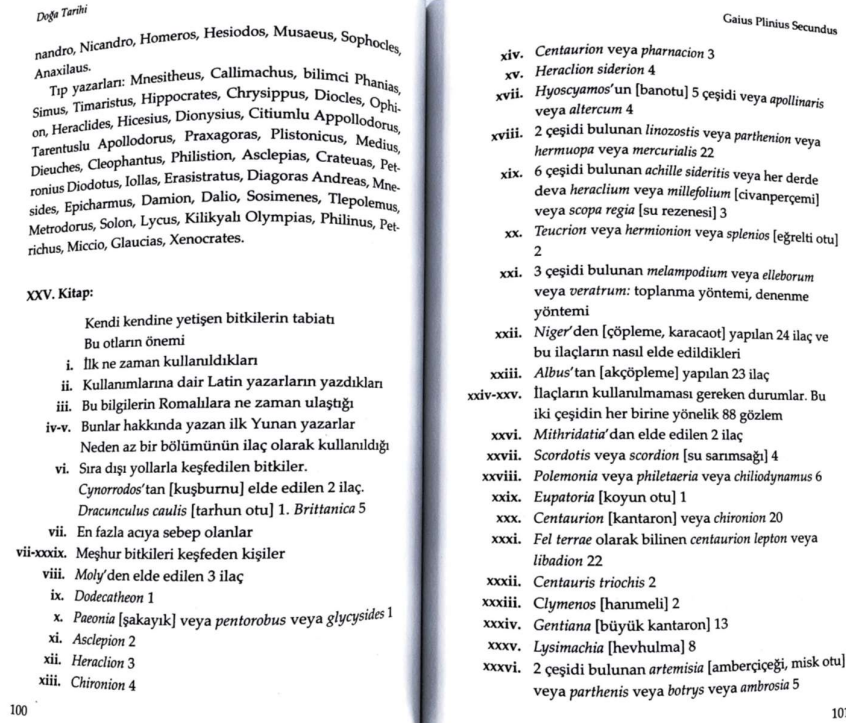 Doğa Tarihi
nandro, Nicandro, Homeros, Hesiodos, Musaeus, Sophocles,
Anaxilaus.
Tıp yazarları: Mnesitheus, Callimachus, bilimci Phanias,
Simus, Timaristus, Hippocrates, Chrysippus, Diocles, Ophi-
on, Heraclides, Hicesius, Dionysius, Citiumlu Appollodorus,
Tarentuslu Apollodorus, Praxagoras, Plistonicus, Medius,
Dieuches, Cleophantus, Philistion, Asclepias, Crateuas, Pet-
ronius Diodotus, Iollas, Erasistratus, Diagoras Andreas, Mne-
sides, Epicharmus, Damion, Dalio, Sosimenes, Tlepolemus,
Metrodorus, Solon, Lycus, Kilikyalı Olympias, Philinus, Pet-
richus, Miccio, Glaucias, Xenocrates.
XXV. Kitap:
Kendi kendine yetişen bitkilerin tabiatı
Bu otların önemi
i. İlk ne zaman kullanıldıkları
ii. Kullanımlarına dair Latin yazarların yazdıkları
iii. Bu bilgilerin Romalılara ne zaman ulaştığı
iv-v. Bunlar hakkında yazan ilk Yunan yazarlar
Neden az bir bölümünün ilaç olarak kullanıldığı
vi. Sıra dışı yollarla keşfedilen bitkiler.
Cynorrodos'tan [kuşburnu] elde edilen 2 ilaç.
Dracunculus caulis [tarhun otu] 1. Brittanica 5
vii. En fazla acıya sebep olanlar
vii-xxxix. Meşhur bitkileri keşfeden kişiler
viii. Moly'den elde edilen 3 ilaç
ix. Dodecatheon 1
x. Paeonia [şakayık] veya pentorobus veya glycysides 1
xi. Asclepion 2
xii. Heraclion 3
xiii. Chironion 4
100
Gaius Plinius Secundus
xiv. Centaurion veya pharnacion 3
xv. Heraclion siderion 4
xvii. Hyoscyamos'un [banotu] 5 çeşidi veya apollinaris
veya altercum 4
xviii. 2 çeşidi bulunan linozostis veya parthenion veya
hermuopa veya mercurialis 22
xix. 6 çeşidi bulunan achille sideritis veya her derde
deva heraclium veya millefolium [civanperçemi]
veya scopa regia [su rezenesi] 3
xx. Teucrion veya hermionion veya splenios [eğrelti otu]
2
xxi. 3 çeşidi bulunan melampodium veya elleborum
veya veratrum: toplanma yöntemi, denenme
yöntemi
xxii. Niger'den [çöpleme, karacaot] yapılan 24 ilaç ve
bu ilaçların nasıl elde edildikleri
xxiii. Albus'tan [akçöpleme] yapılan 23 ilaç
xxiv-xxv. İlaçların kullanılmaması gereken durumlar. Bu
iki çeşidin her birine yönelik 88 gözlem
xxvi. Mithridatia'dan elde edilen 2 ilaç
xxvii. Scordotis veya scordion [su sarımsağı] 4
xxviii. Polemonia veya philetaeria veya chiliodynamus 6
xxix. Eupatoria [koyun otu] 1
xxx. Centaurion [kantaron] veya chironion 20
xxxi. Fel terrae olarak bilinen centaurion lepton veya
libadion 22
xxxii. Centauris triochis 2
xxxiii. Clymenos [hanımeli] 2
xxxiv. Gentiana [büyük kantaron] 13
xxxv. Lysimachia [hevhulma] 8
xxxvi. 2 çeşidi bulunan artemisia [amberçiçeği, misk otu]
veya parthenis veya botrys veya ambrosia 5